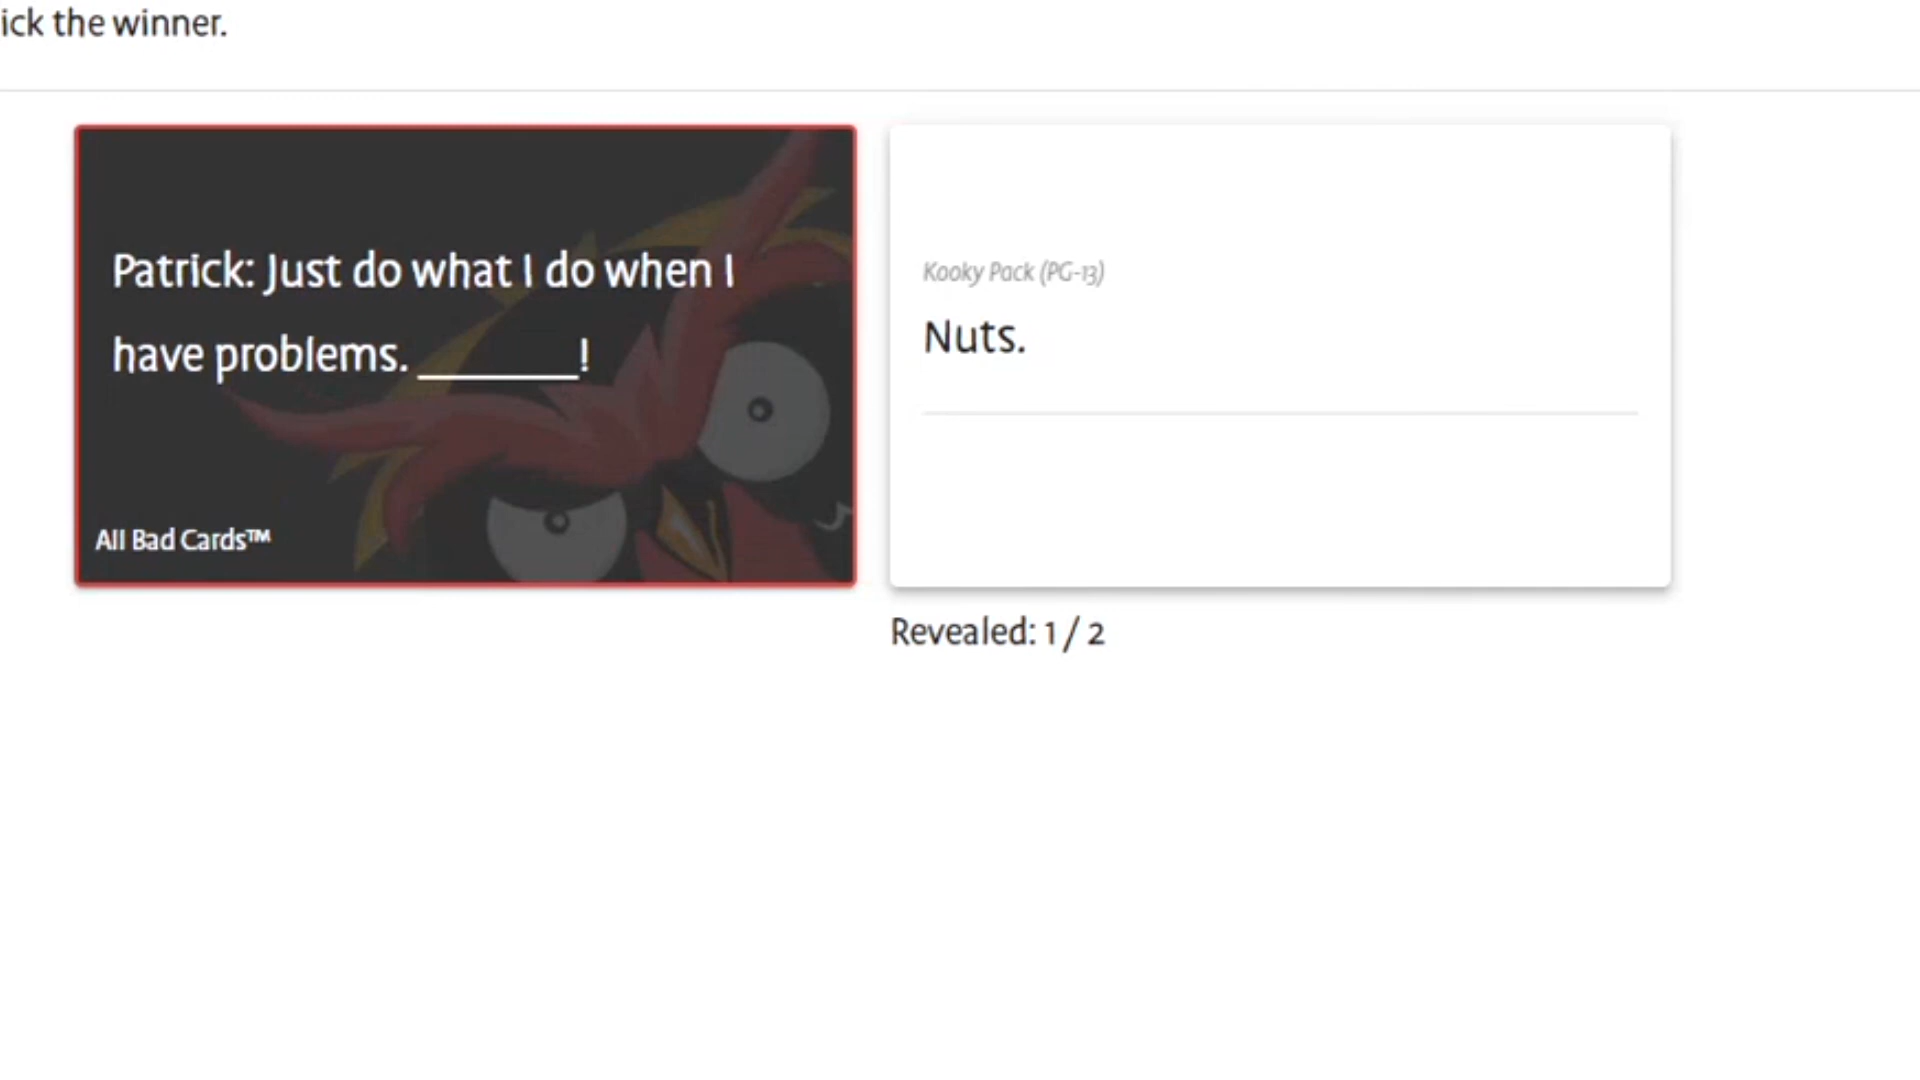 ick the winner.
Patrick: Just do what I do when I
have problems. ______!
All Bad Cards™
Kooky Pack (PG-13)
Nuts.
Revealed: 1 / 2